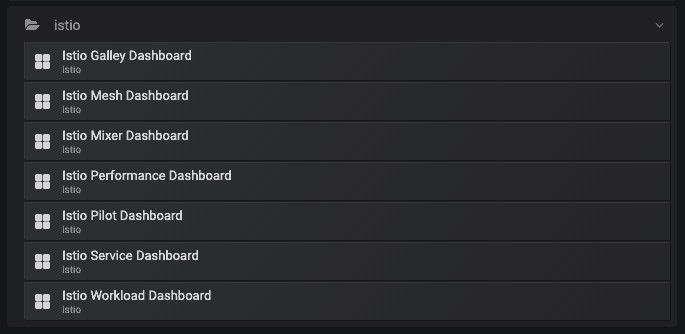 istio
Istio Galley Dashboard
istio
Istio Mesh Dashboard
istio
Istio Mixer Dashboard
istio
Istio Performance Dashboard
istio
Istio Pilot Dashboard
istio
Istio Service Dashboard
istio
Istio Workload Dashboard
istio